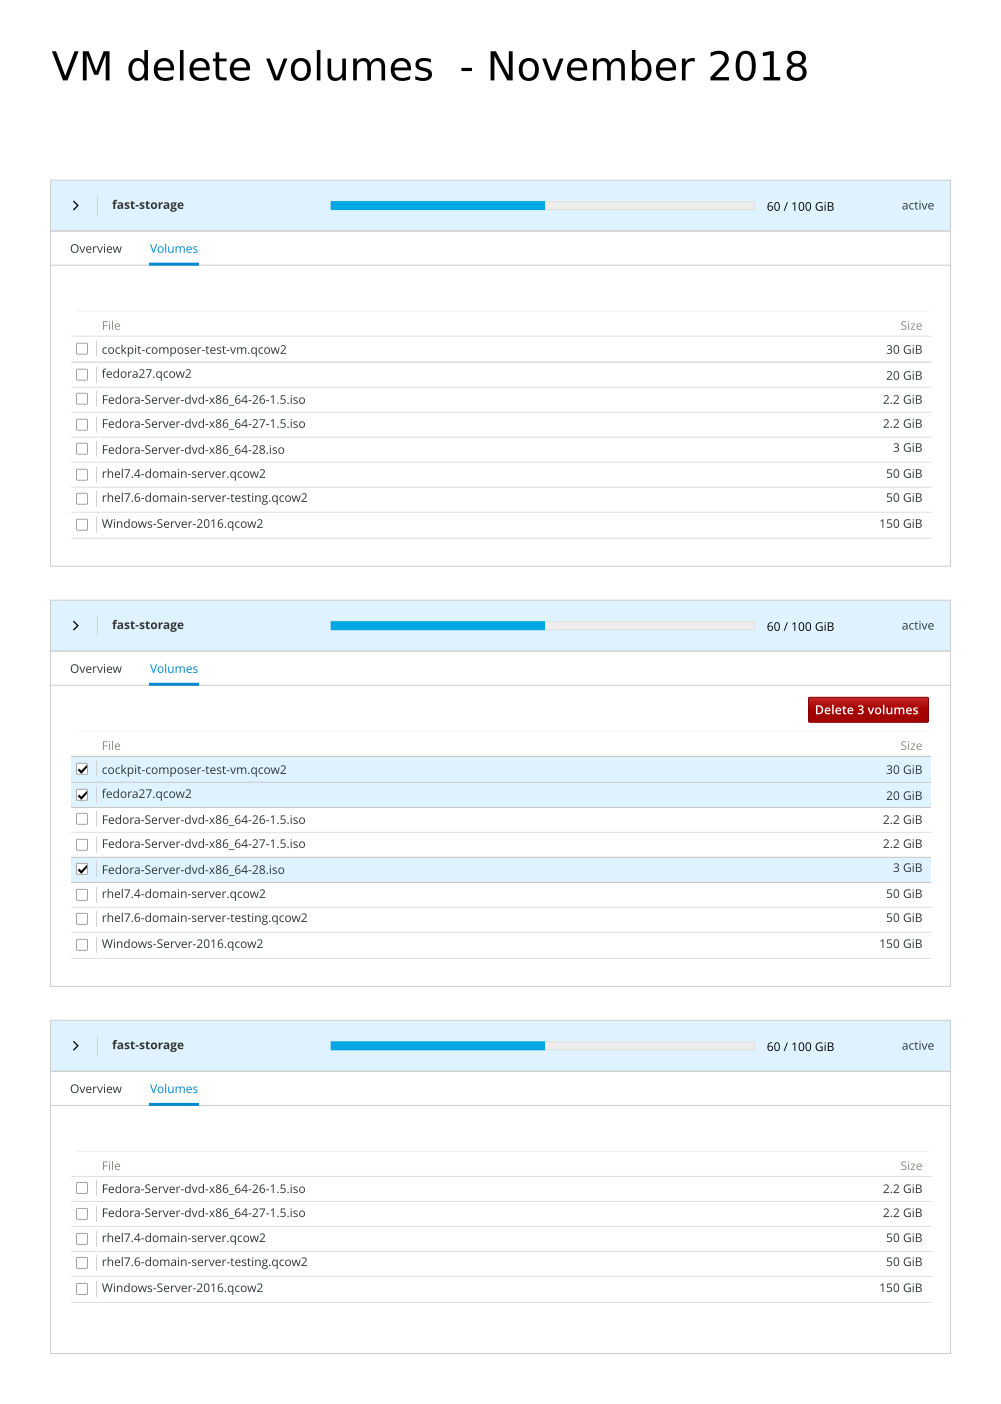 VM delete volumes - November 2018
fast-storage 60 / 100 GiB active
Overview Volumes
File Size
cockpit-composer-test-vm.qcow2 30 GiB
fedora27.qcow2 20 GiB
Fedora-Server-dvd-x86_64-26-1.5.iso 2.2 GiB
Fedora-Server-dvd-x86_64-27-1.5.iso 2.2 GiB
Fedora-Server-dvd-x86_64-28.iso 3 GiB
rhel7.4-domain-server.qcow2 50 GiB
rhel7.6-domain-server-testing.qcow2 50 GiB
Windows-Server-2016.qcow2 150 GiB
fast-storage 60 / 100 GiB active
Overview Volumes
Delete 3 volumes
File Size
cockpit-composer-test-vm.qcow2 30 GiB
fedora27.qcow2 20 GiB
Fedora-Server-dvd-x86_64-26-1.5.iso 2.2 GiB
Fedora-Server-dvd-x86_64-27-1.5.iso 2.2 GiB
Fedora-Server-dvd-x86_64-28.iso 3 GiB
rhel7.4-domain-server.qcow2 50 GiB
rhel7.6-domain-server-testing.qcow2 50 GiB
Windows-Server-2016.qcow2 150 GiB
fast-storage 60 / 100 GiB active
Overview Volumes
File Size
Fedora-Server-dvd-x86_64-26-1.5.iso 2.2 GiB
Fedora-Server-dvd-x86_64-27-1.5.iso 2.2 GiB
rhel7.4-domain-server.qcow2 50 GiB
rhel7.6-domain-server-testing.qcow2 50 GiB
Windows-Server-2016.qcow2 150 GiB